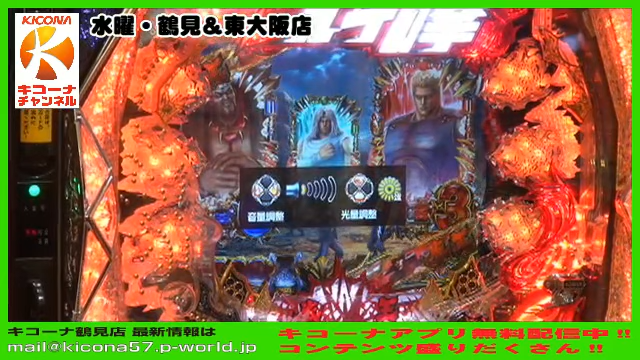 KICONA
キコーナ
チャンネル
水曜・鶴見＆東大阪店
音量調整
光量調整
キコーナ鶴見店 最新情報は
mail@kicona57.p-world.jp
キコーナアプリ無料配信中!!
コンテンツ盛りだくさん!!